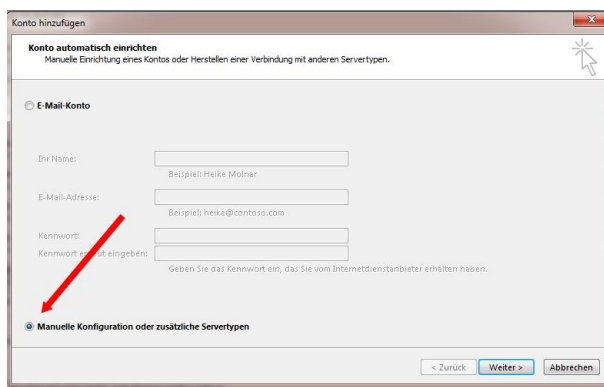 Konto hinzufügen
Konto automatisch einrichten
Manuelle Einrichtung eines Kontos oder Herstellen einer Verbindung mit anderen Servertypen.
E-Mail-Konto
Ihr Name:
Beispiel: Heike Molnar
E-Mail-Adresse:
Beispiel: heike@contoso.com
Kennwort:
Kennwort erneut eingeben:
Geben Sie das Kennwort ein, das Sie vom Internetdienstanbieter erhalten haben.
Manuelle Konfiguration oder zusätzliche Servertypen
< Zurück Weiter > Abbrechen